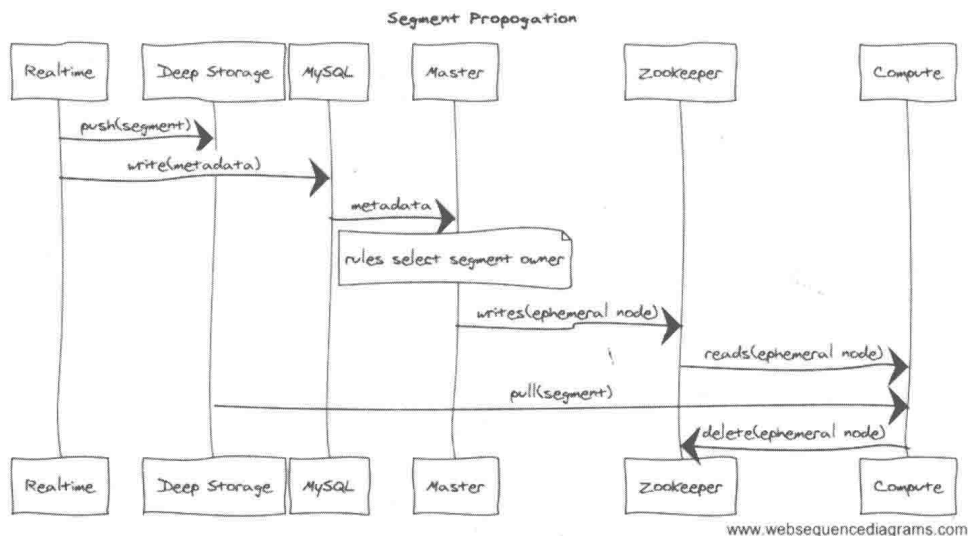 Segment Propogation
Realtime
Deep Storage
MySQL
Master
Zookeeper
Compute
push(segment)
write(metadata)
metadata
rules select segment owner
writes(ephemeral node)
reads(ephemeral node)
pull(segment)
delete(ephemeral node)
Realtime
Deep Storage
MySQL
Master
Zookeeper
Compute
www.websequencediagrams.com